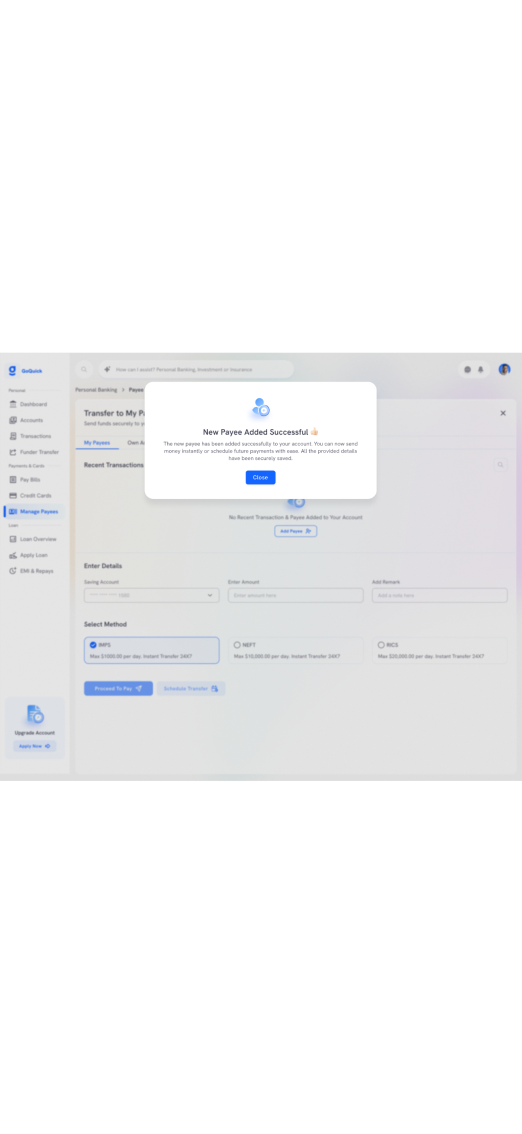 GoQuick
How can I assist? Personal Banking, Investment or Insurance
Personal
Dashboard
Accounts
Transactions
Funder Transfer
Payments & Cards
Pay Bills
Credit Cards
Manage Payees
Loan
Loan Overview
Apply Loan
EMI & Repays
Upgrade Account
Apply Now
Personal Banking > Payee
Transfer to My
Send funds securely to
My Payees
Own
Recent Transactions
New Payee Added Successful 👍
The new payee has been added successfully to your account. You can now send
money instantly or schedule future payments with ease. All the provided details
have been securely saved.
Close
No Recent Transaction & Payee Added to Your Account
Add Payee
Enter Details
Saving Account
Enter Amount
Enter amount here
Add Remark
Add a note here
Select Method
IMPS
Max $1000.00 per day. Instant Transfer 24X7
NEFT
Max $10,000.00 per day. Instant Transfer 24X7
RICS
Max $20,000.00 per day. Instant Transfer 24X7
Proceed To Pay
Schedule Transfer